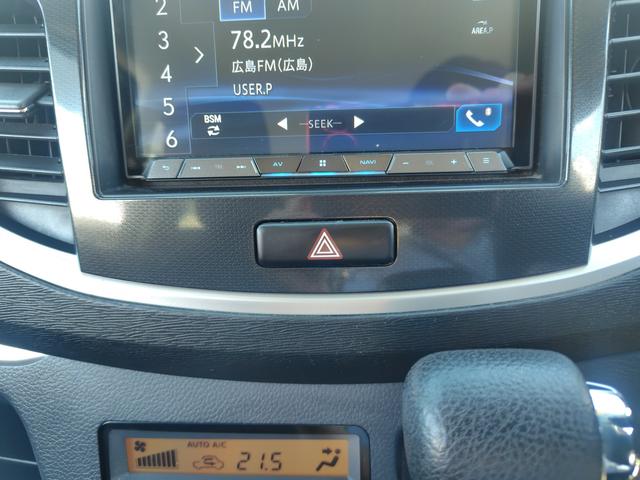 FM AM
2
3
4
5
6
78.2MHz
広島FM(広島)
USER.P
AREA.P
BSM
SEEK
AV
NAVI
AUTO A/C
21.5